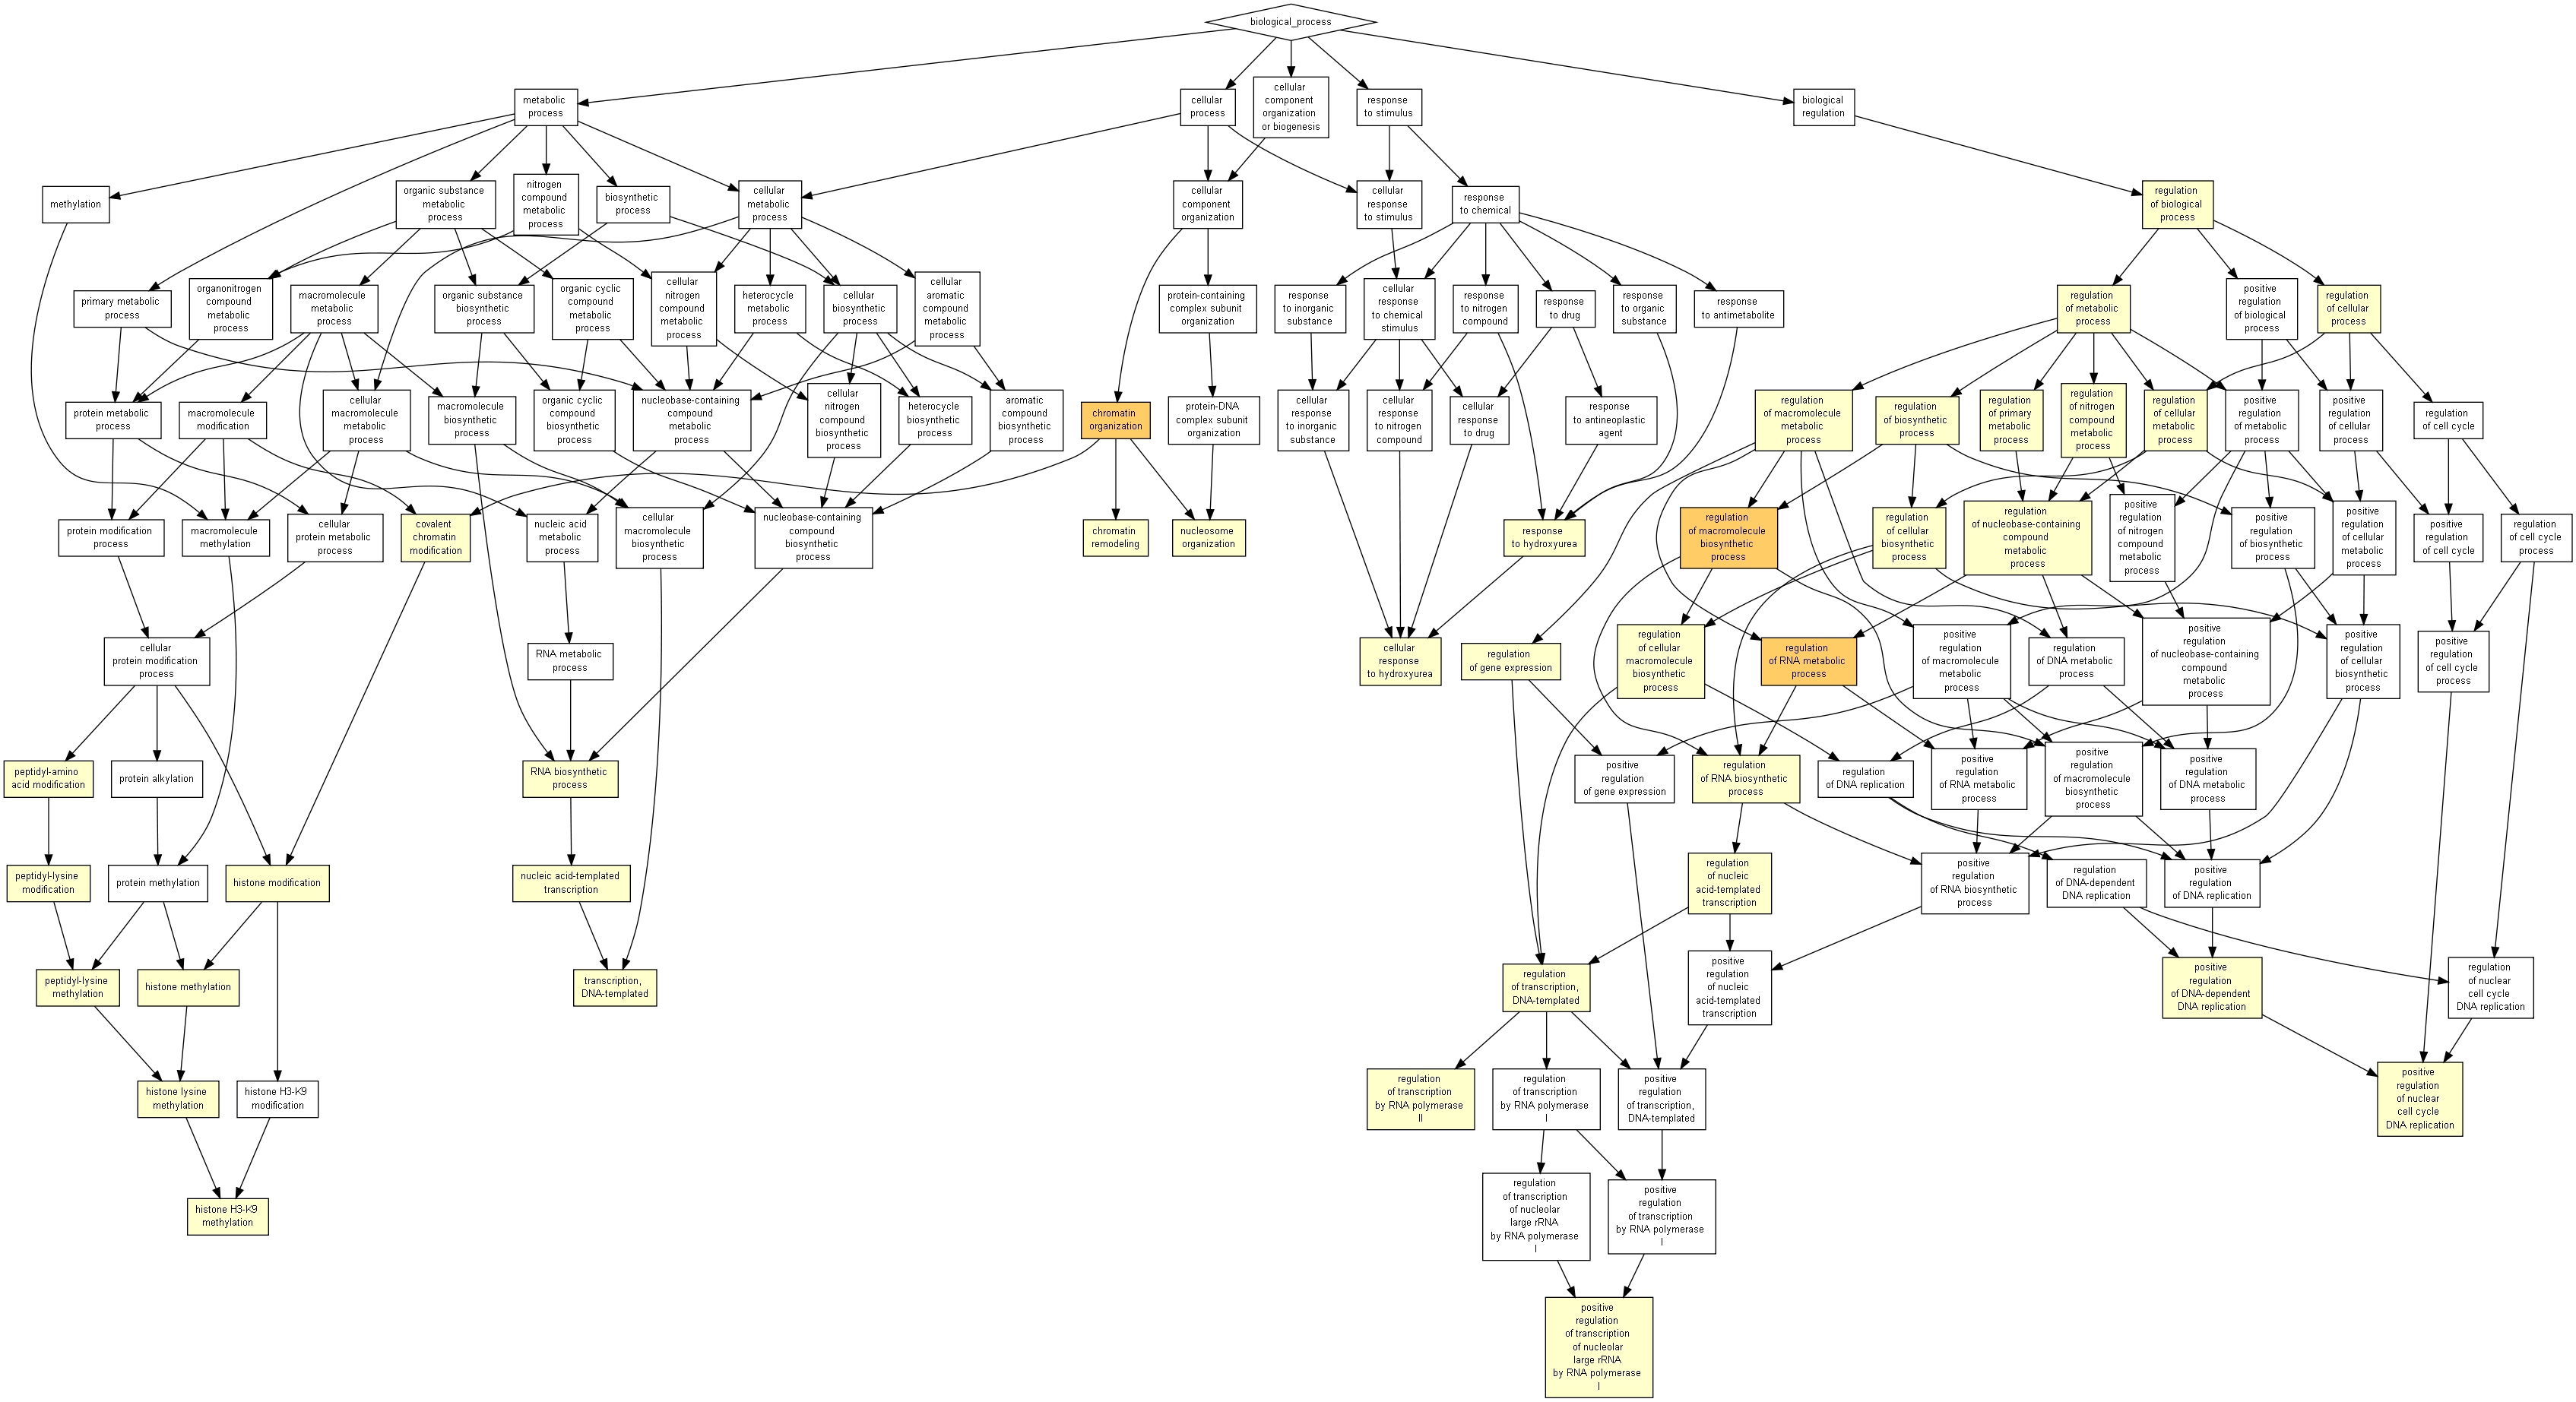 biological_process
metabolic
process
cellular
process
cellular
component
organization
or biogenesis
response
to stimulus
biological
regulation
methylation
organic substance
metabolic
process
nitrogen
compound
metabolic
process
biosynthetic
process
cellular
metabolic
process
cellular
component
organization
cellular
response
to stimulus
response
to chemical
regulation
of biological
process
primary metabolic
process
organonitrogen
compound
metabolic
process
macromolecule
metabolic
process
organic substance
biosynthetic
process
organic cyclic
compound
metabolic
process
cellular
nitrogen
compound
metabolic
process
heterocycle
metabolic
process
cellular
biosynthetic
process
cellular
aromatic
compound
metabolic
process
protein-containing
complex subunit
organization
response
to inorganic
substance
cellular
response
to chemical
stimulus
response
to nitrogen
compound
response
to drug
response
to organic
substance
response
to antimetabolite
regulation
of metabolic
process
positive
regulation
of biological
process
regulation
of cellular
process
protein metabolic
process
macromolecule
modification
cellular
macromolecule
metabolic
process
macromolecule
biosynthetic
process
organic cyclic
compound
biosynthetic
process
nucleobase-containing
compound
metabolic
process
cellular
nitrogen
compound
biosynthetic
process
heterocycle
biosynthetic
process
aromatic
compound
biosynthetic
process
chromatin
organization
protein-DNA
complex subunit
organization
cellular
response
to inorganic
substance
cellular
response
to nitrogen
compound
cellular
response
to drug
response
to antineoplastic
agent
regulation
of macromolecule
metabolic
process
regulation
of biosynthetic
process
regulation
of primary
metabolic
process
regulation
of nitrogen
compound
metabolic
process
regulation
of cellular
metabolic
process
positive
regulation
of metabolic
process
positive
regulation
of cellular
process
regulation
of cell cycle
protein modification
process
macromolecule
methylation
cellular
protein metabolic
process
covalent
chromatin
modification
nucleic acid
metabolic
process
cellular
macromolecule
biosynthetic
process
nucleobase-containing
compound
biosynthetic
process
chromatin
remodeling
nucleosome
organization
response
to hydroxyurea
regulation
of macromolecule
biosynthetic
process
regulation
of cellular
biosynthetic
process
regulation
of nucleobase-containing
compound
metabolic
process
positive
regulation
of nitrogen
compound
metabolic
process
positive
regulation
of biosynthetic
process
positive
regulation
of cellular
metabolic
process
positive
regulation
of cell cycle
regulation
of cell cycle
process
cellular
protein modification
process
RNA metabolic
process
cellular
response
to hydroxyurea
regulation
of gene expression
regulation
of cellular
macromolecule
biosynthetic
process
regulation
of RNA metabolic
process
positive
regulation
of macromolecule
metabolic
process
regulation
of DNA metabolic
process
positive
regulation
of nucleobase-containing
compound
metabolic
process
positive
regulation
of cellular
biosynthetic
process
positive
regulation
of cell cycle
process
peptidyl-amino
acid modification
protein alkylation
RNA biosynthetic
process
positive
regulation
of gene expression
regulation
of RNA biosynthetic
process
regulation
of DNA replication
positive
regulation
of RNA metabolic
process
positive
regulation
of macromolecule
biosynthetic
process
positive
regulation
of DNA metabolic
process
peptidyl-lysine
modification
protein methylation
histone modification
nucleic acid-templated
transcription
regulation
of nucleic
acid-templated
transcription
positive
regulation
of RNA biosynthetic
process
regulation
of DNA-dependent
DNA replication
positive
regulation
of DNA replication
peptidyl-lysine
methylation
histone methylation
transcription,
DNA-templated
regulation
of transcription,
DNA-templated
positive
regulation
of nucleic
acid-templated
transcription
positive
regulation
of DNA-dependent
DNA replication
regulation
of nuclear
cell cycle
DNA replication
histone lysine
methylation
histone H3-K9
modification
regulation
of transcription
by RNA polymerase
II
regulation
of transcription
by RNA polymerase
I
positive
regulation
of transcription,
DNA-templated
positive
regulation
of nuclear
cell cycle
DNA replication
histone H3-K9
methylation
regulation
of transcription
of nucleolar
large rRNA
by RNA polymerase
I
positive
regulation
of transcription
by RNA polymerase
I
positive
regulation
of transcription
of nucleolar
large rRNA
by RNA polymerase
I